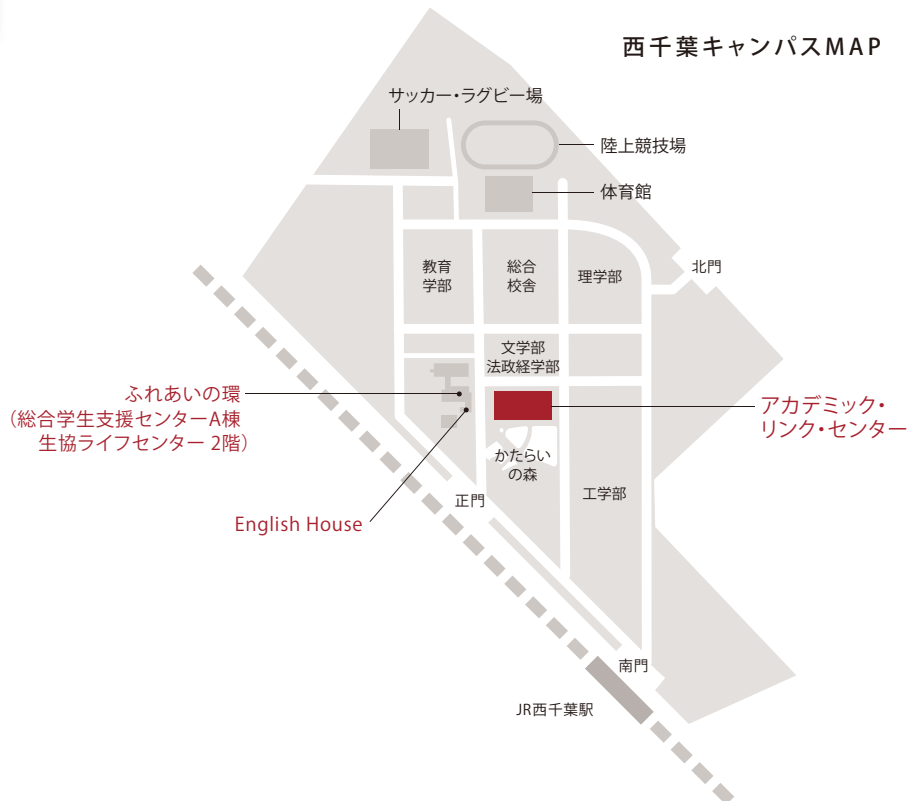 西千葉キャンパスMAP
サッカー・ラグビー場
陸上競技場
体育館
北門
教育
学部
総合
校舎
理学部
文学部
法政経学部
ふれあいの環
（総合学生支援センターA棟
生協ライフセンター 2階）
アカデミック・
リンク・センター
かたらい
の森
工学部
正門
English House
南門
JR西千葉駅